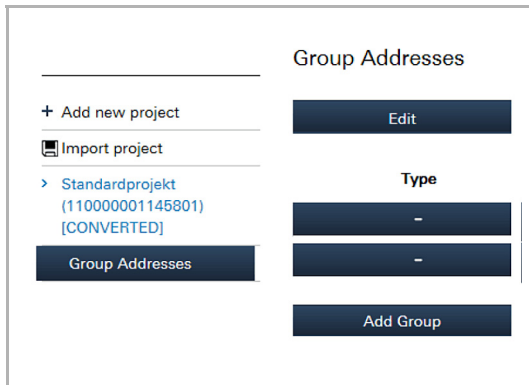 Group Addresses
+ Add new project
Import project
> Standardprojekt
(110000001145801)
[CONVERTED]
Group Addresses
Edit
Type
–
–
Add Group